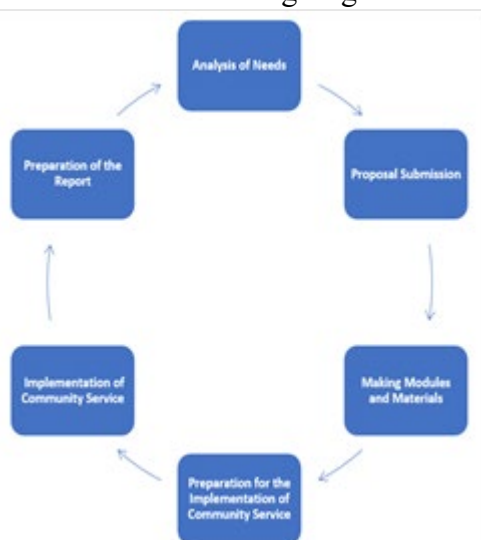 Analysis of Needs
Proposal Submission
Making Modules
and Materials
Preparation for the
Implementation of
Community Service
Implementation of
Community Service
Preparation of the
Report